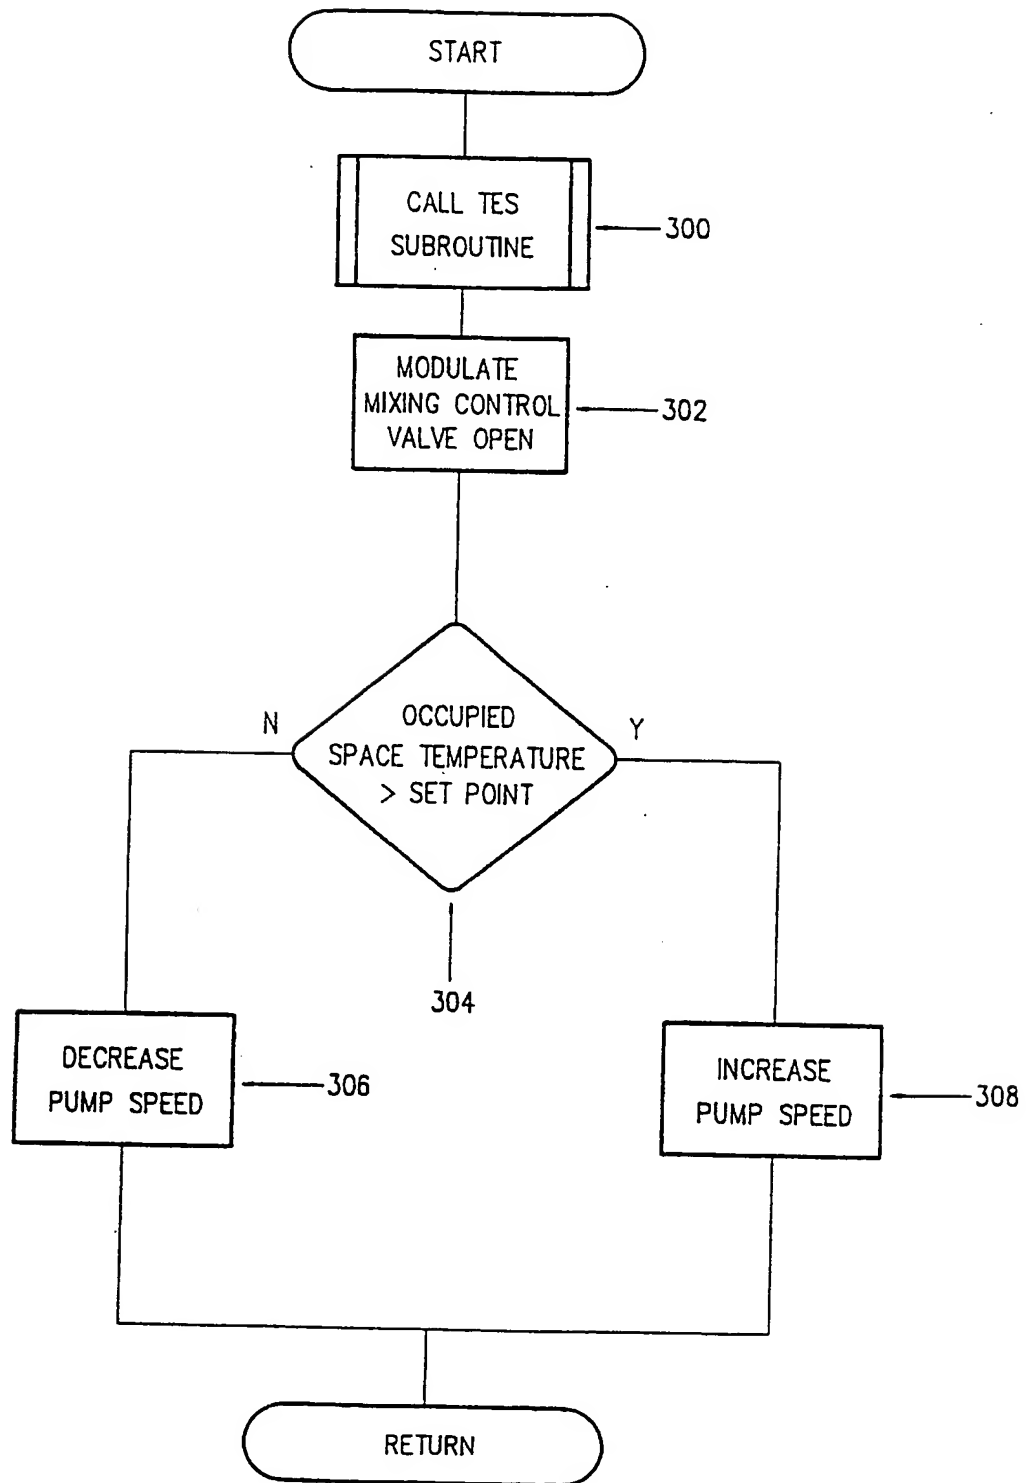 START
CALL TES
SUBROUTINE
300
MODULATE
MIXING CONTROL
VALVE OPEN
302
N
Y
OCCUPIED
SPACE TEMPERATURE
> SET POINT
304
DECREASE
PUMP SPEED
306
INCREASE
PUMP SPEED
308
RETURN